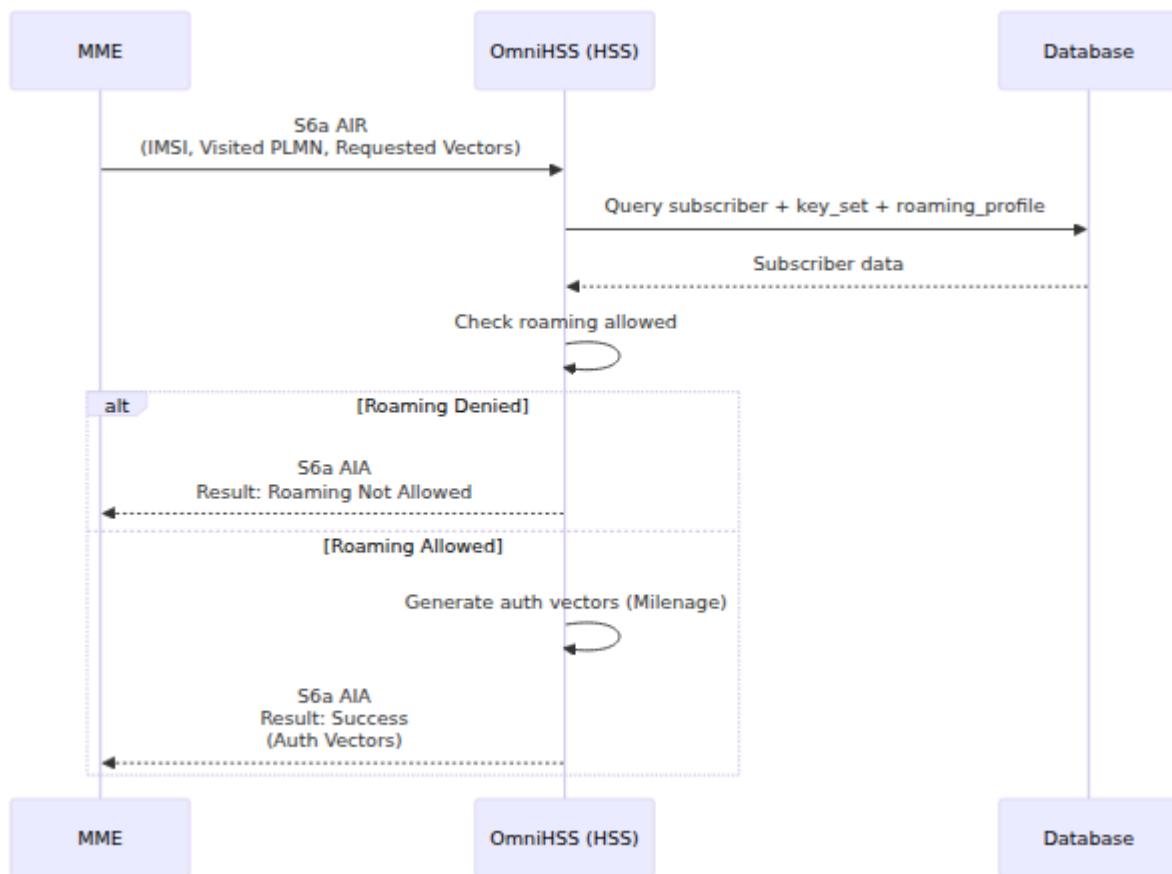 MME
OmniHSS (HSS)
Database
S6a AIR
(IMSI, Visited PLMN, Requested Vectors)
Query subscriber + key_set + roaming_profile
Subscriber data
Check roaming allowed
alt
[Roaming Denied]
S6a AIA
Result: Roaming Not Allowed
[Roaming Allowed]
Generate auth vectors (Milenage)
S6a AIA
Result: Success
(Auth Vectors)
MME
OmniHSS (HSS)
Database